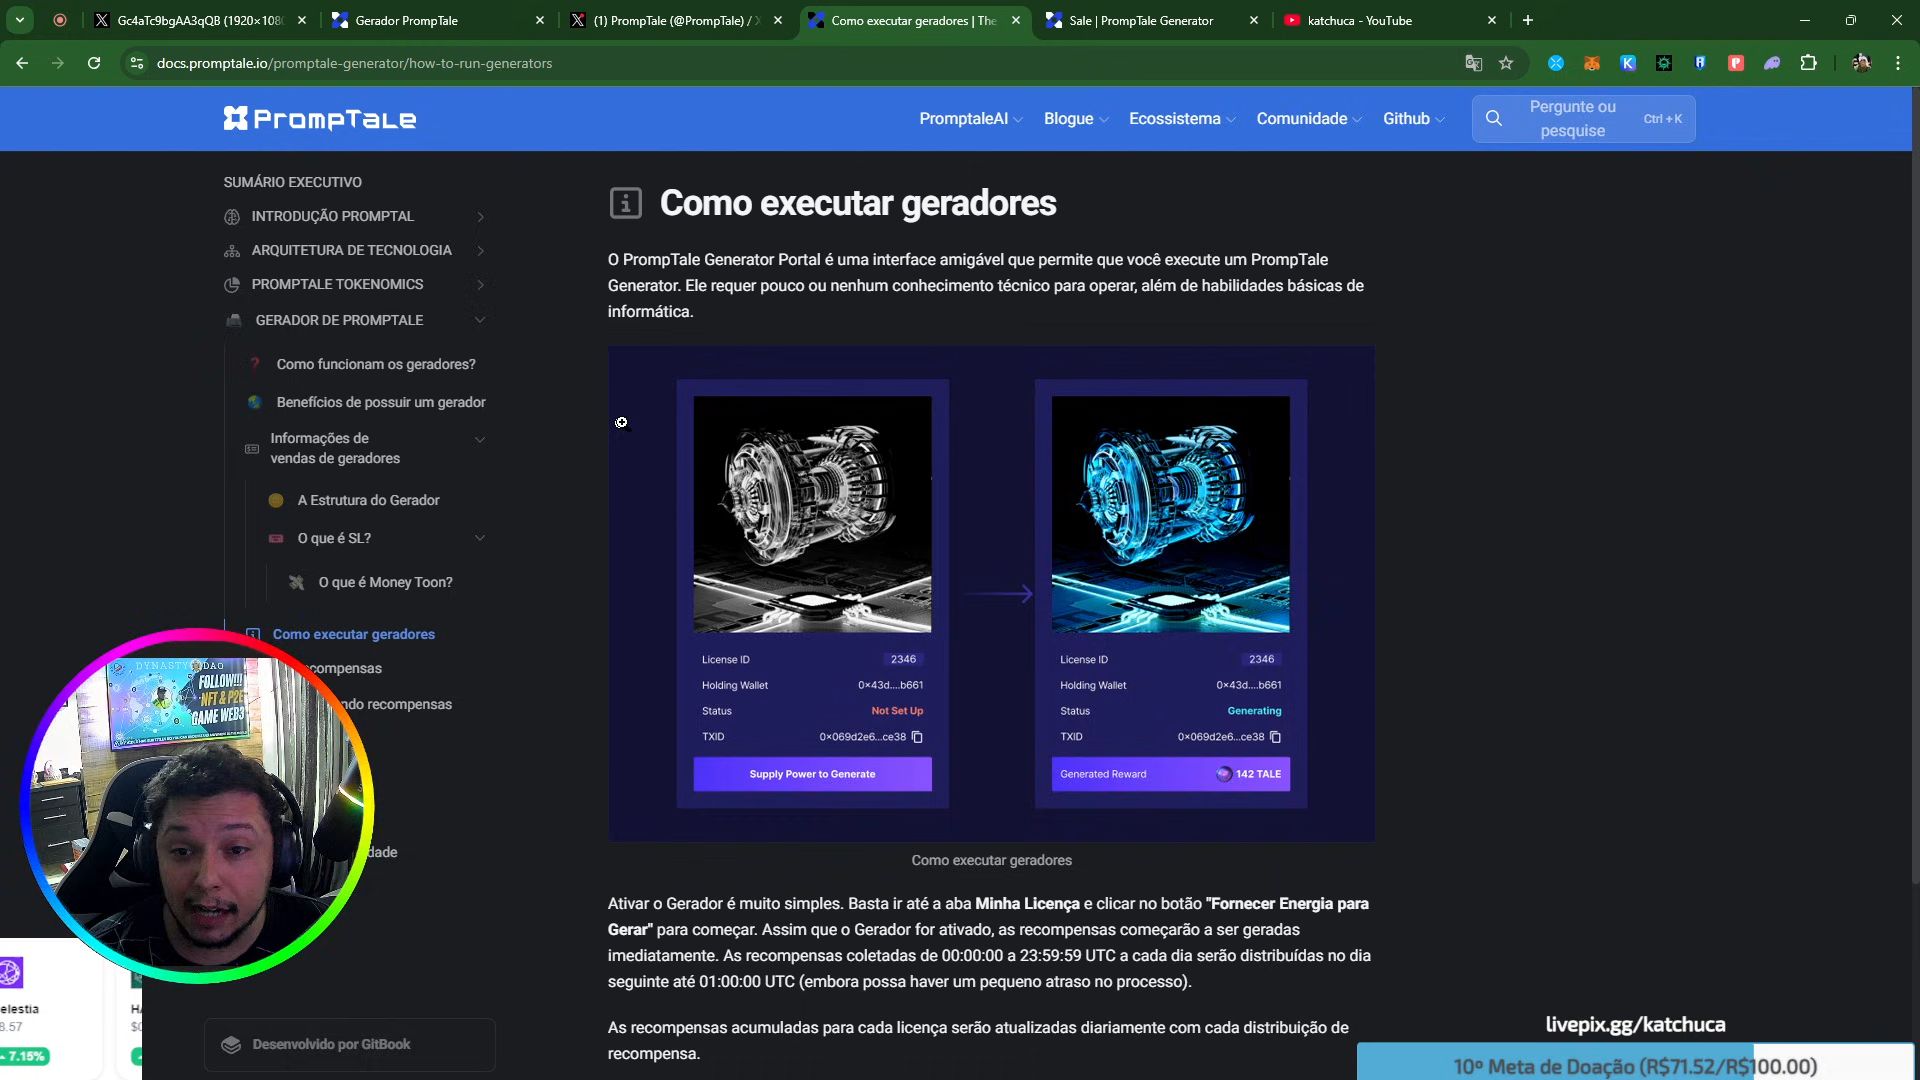 Gc4aTc9bgAA3qQB (1920×108
Gerador PrompTale
(1) PrompTale (@PrompTale) / X
Como executar geradores | The
Sale | PrompTale Generator
katchuca - YouTube
docs.promptale.io/promptale-generator/how-to-run-generators
PrompTale
PromptaleAI
Blogue
Ecossistema
Comunidade
Github
Pergunte ou
pesquise
Ctrl + K
SUMÁRIO EXECUTIVO
INTRODUÇÃO PROMPTAL
ARQUITETURA DE TECNOLOGIA
PROMPTALE TOKENOMICS
GERADOR DE PROMPTALE
Como funcionam os geradores?
Benefícios de possuir um gerador
Informações de
vendas de geradores
A Estrutura do Gerador
O que é SL?
O que é Money Toon?
Como executar geradores
compensas
ndo recompensas
dade
Desenvolvido por GitBook
Como executar geradores
O PrompTale Generator Portal é uma interface amigável que permite que você execute um PrompTale
Generator. Ele requer pouco ou nenhum conhecimento técnico para operar, além de habilidades básicas de
informática.
License ID 2346
Holding Wallet 0×43d....b661
Status Not Set Up
TXID 0×069d2e6...ce38
Supply Power to Generate
License ID 2346
Holding Wallet 0×43d....b661
Status Generating
TXID 0×069d2e6...ce38
Generated Reward 142 TALE
Como executar geradores
Ativar o Gerador é muito simples. Basta ir até a aba Minha Licença e clicar no botão "Fornecer Energia para
Gerar" para começar. Assim que o Gerador for ativado, as recompensas começarão a ser geradas
imediatamente. As recompensas coletadas de 00:00:00 a 23:59:59 UTC a cada dia serão distribuídas no dia
seguinte até 01:00:00 UTC (embora possa haver um pequeno atraso no processo).
As recompensas acumuladas para cada licença serão atualizadas diariamente com cada distribuição de
recompensa.
DYNASTY DAO
FOLLOW!!!
NFT & P2E
GAME WEB3
elestia
8.57
7.15%
HA
$0
livepix.gg/katchuca
10º Meta de Doação (R$71.52/R$100.00)